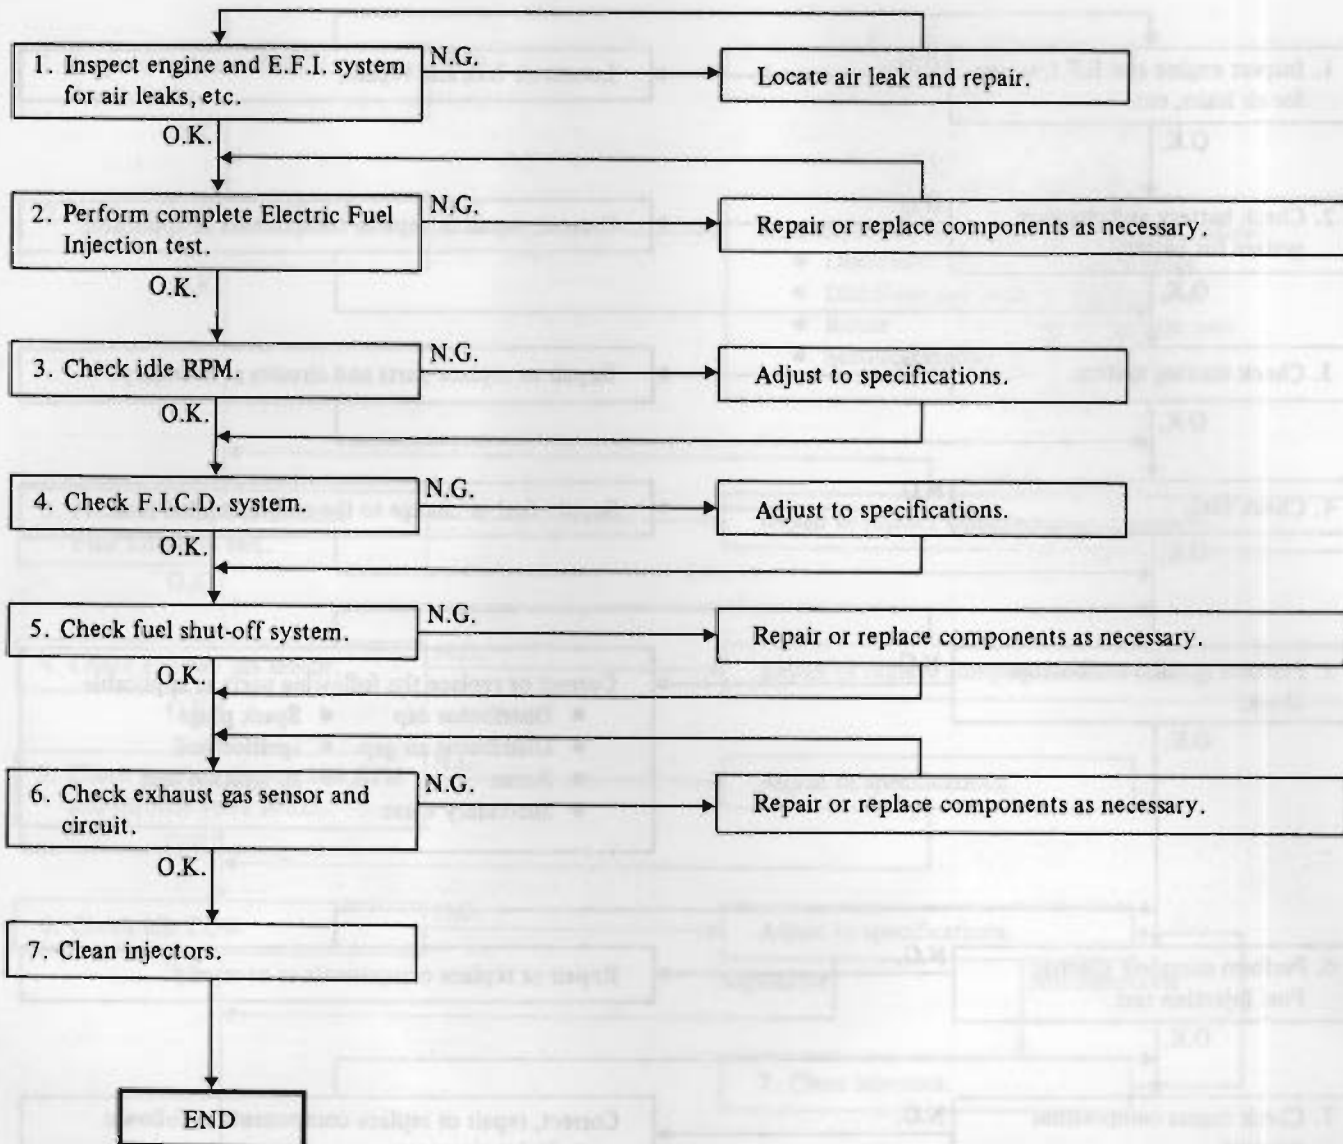 1. Inspect engine and E.F.I. system
for air leaks, etc.
N.G.
Locate air leak and repair.
O.K.
2. Perform complete Electric Fuel
Injection test.
N.G.
Repair or replace components as necessary.
O.K.
3. Check idle RPM.
N.G.
Adjust to specifications.
O.K.
4. Check F.I.C.D. system.
N.G.
Adjust to specifications.
O.K.
5. Check fuel shut-off system.
N.G.
Repair or replace components as necessary.
O.K.
6. Check exhaust gas sensor and
circuit.
N.G.
Repair or replace components as necessary.
O.K.
7. Clean injectors.
END